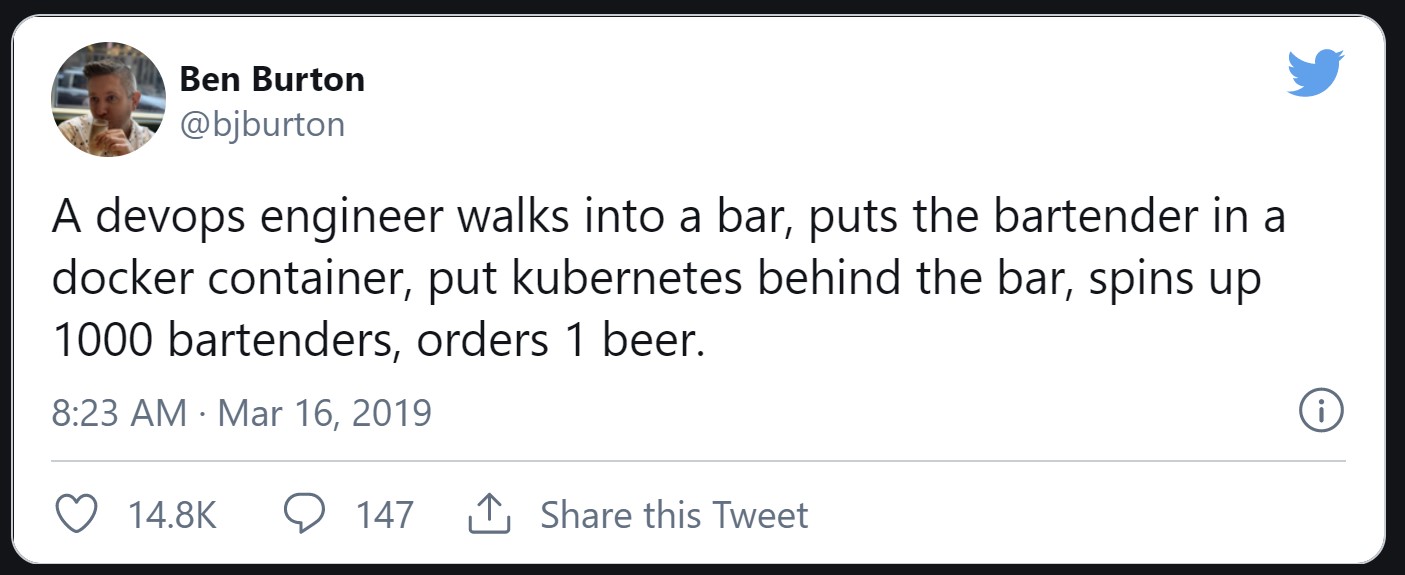 Ben Burton
@bjburton
A devops engineer walks into a bar, puts the bartender in a
docker container, put kubernetes behind the bar, spins up
1000 bartenders, orders 1 beer.
8:23 AM · Mar 16, 2019
14.8K 147 Share this Tweet